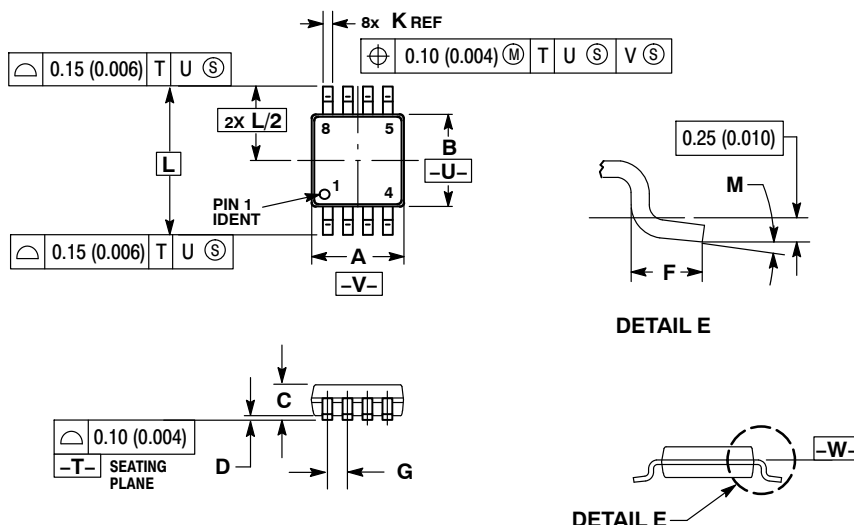 8x K REF
⌖ 0.10 (0.004) Ⓜ T U Ⓢ V Ⓢ
⌓ 0.15 (0.006) T U Ⓢ
2X L/2
L
8 5
B
–U–
PIN 1
IDENT
1
4
⌓ 0.15 (0.006) T U Ⓢ
A
–V–
0.25 (0.010)
M
F
DETAIL E
C
⌓ 0.10 (0.004)
–T– SEATING
PLANE
D
G
–W–
DETAIL E